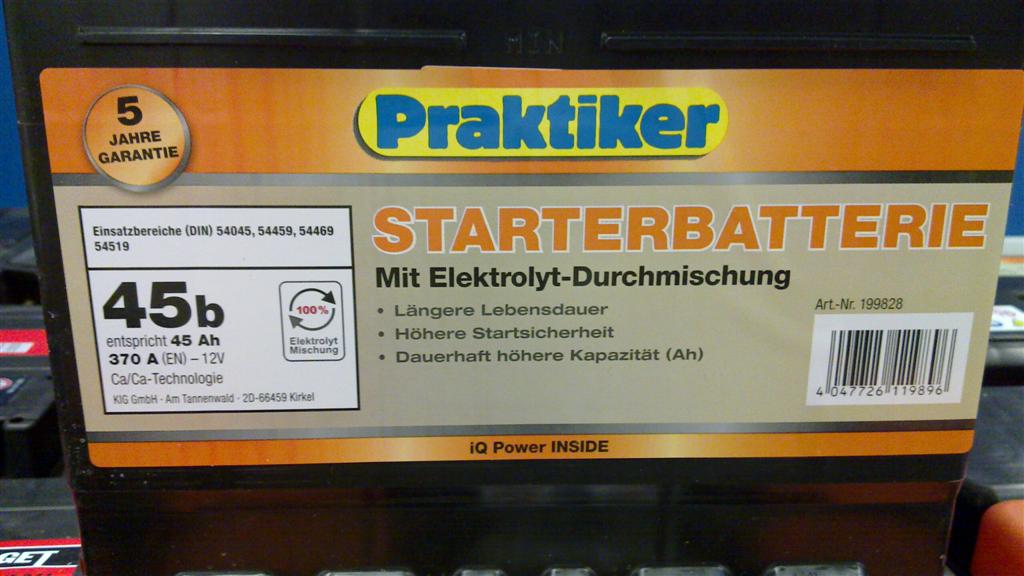 MIN
5
JAHRE
GARANTIE
Praktiker
Einsatzbereiche (DIN) 54045, 54459, 54469
54519
45b
entspricht 45 Ah
370 A (EN) – 12V
Ca/Ca-Technologie
KIG GmbH - Am Tannenwald - 2D-66459 Kirkel
100%
Elektrolyt
Mischung
STARTERBATTERIE
Mit Elektrolyt-Durchmischung
• Längere Lebensdauer
• Höhere Startsicherheit
• Dauerhaft höhere Kapazität (Ah)
Art.-Nr. 199828
4 047726 119896
iQ Power INSIDE
GET